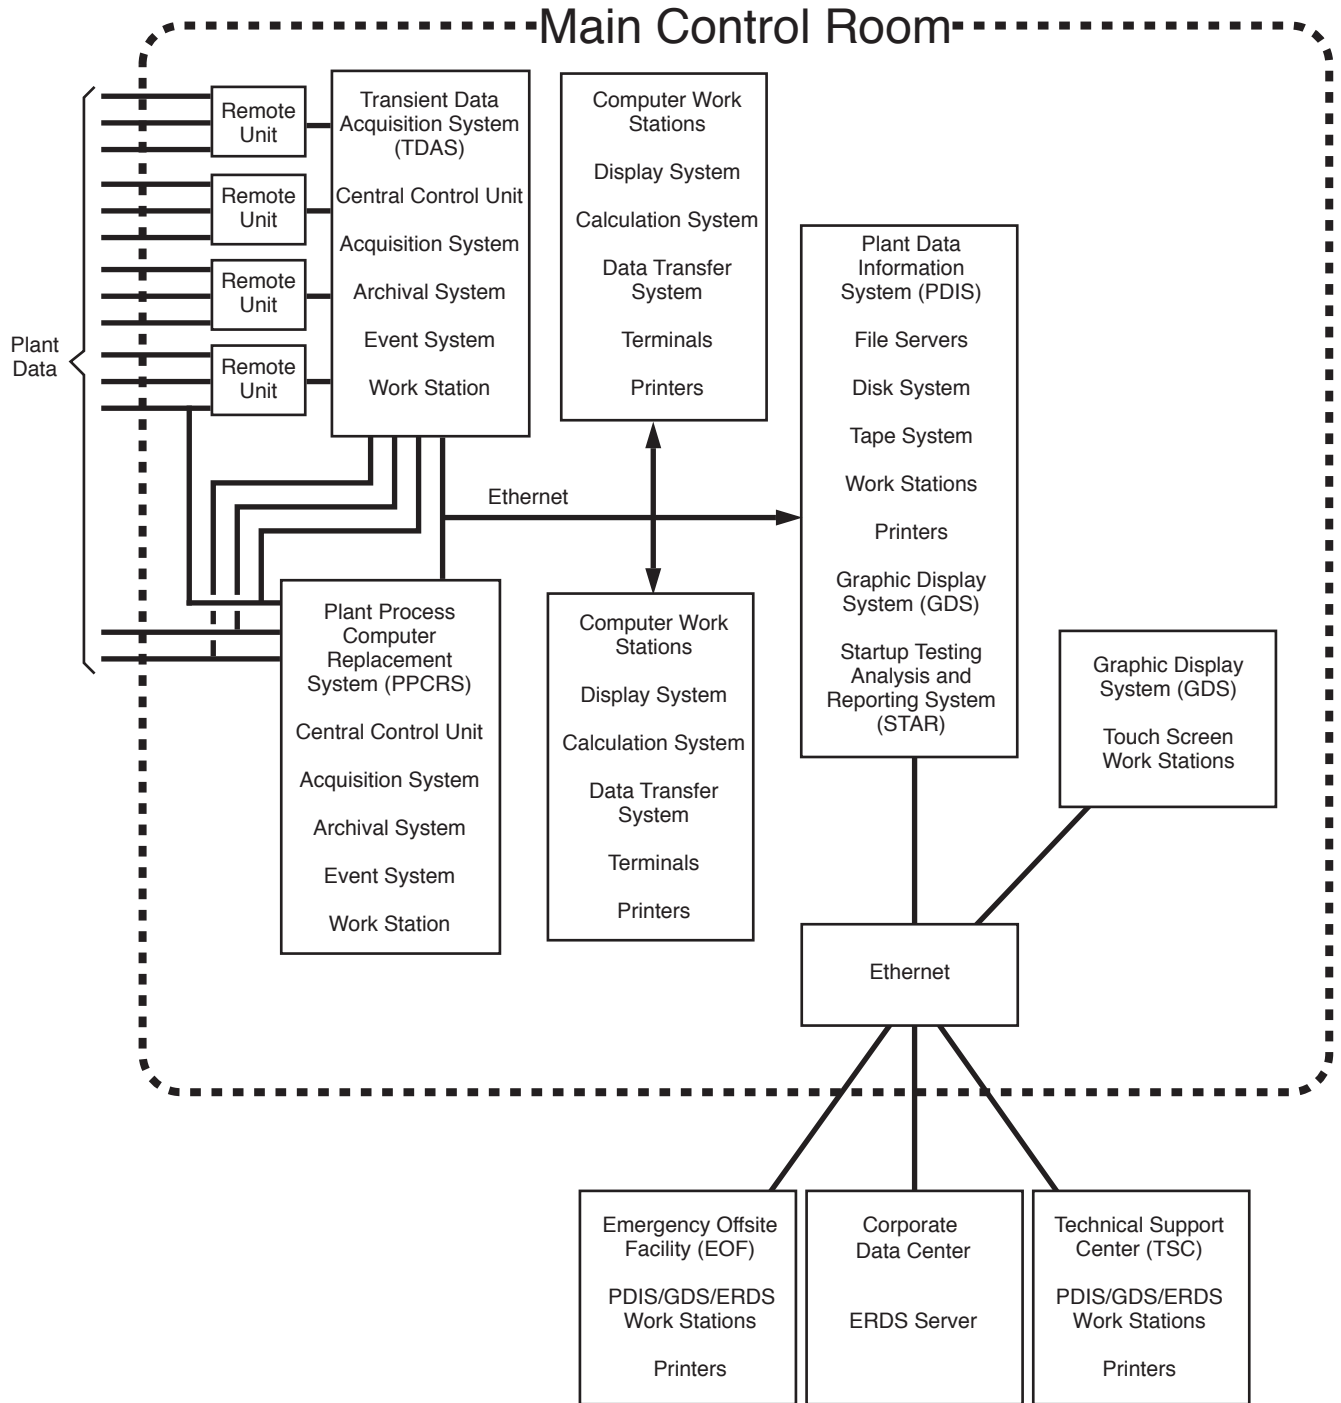 Main Control Room
Plant
Data
Remote
Unit
Remote
Unit
Remote
Unit
Remote
Unit
Transient Data
Acquisition System
(TDAS)
Central Control Unit
Acquisition System
Archival System
Event System
Work Station
Computer Work
Stations
Display System
Calculation System
Data Transfer
System
Terminals
Printers
Ethernet
Plant Data
Information
System (PDIS)
File Servers
Disk System
Tape System
Work Stations
Printers
Graphic Display
System (GDS)
Startup Testing
Analysis and
Reporting System
(STAR)
Plant Process
Computer
Replacement
System (PPCRS)
Central Control Unit
Acquisition System
Archival System
Event System
Work Station
Computer Work
Stations
Display System
Calculation System
Data Transfer
System
Terminals
Printers
Graphic Display
System (GDS)
Touch Screen
Work Stations
Ethernet
Emergency Offsite
Facility (EOF)
PDIS/GDS/ERDS
Work Stations
Printers
Corporate
Data Center
ERDS Server
Technical Support
Center (TSC)
PDIS/GDS/ERDS
Work Stations
Printers